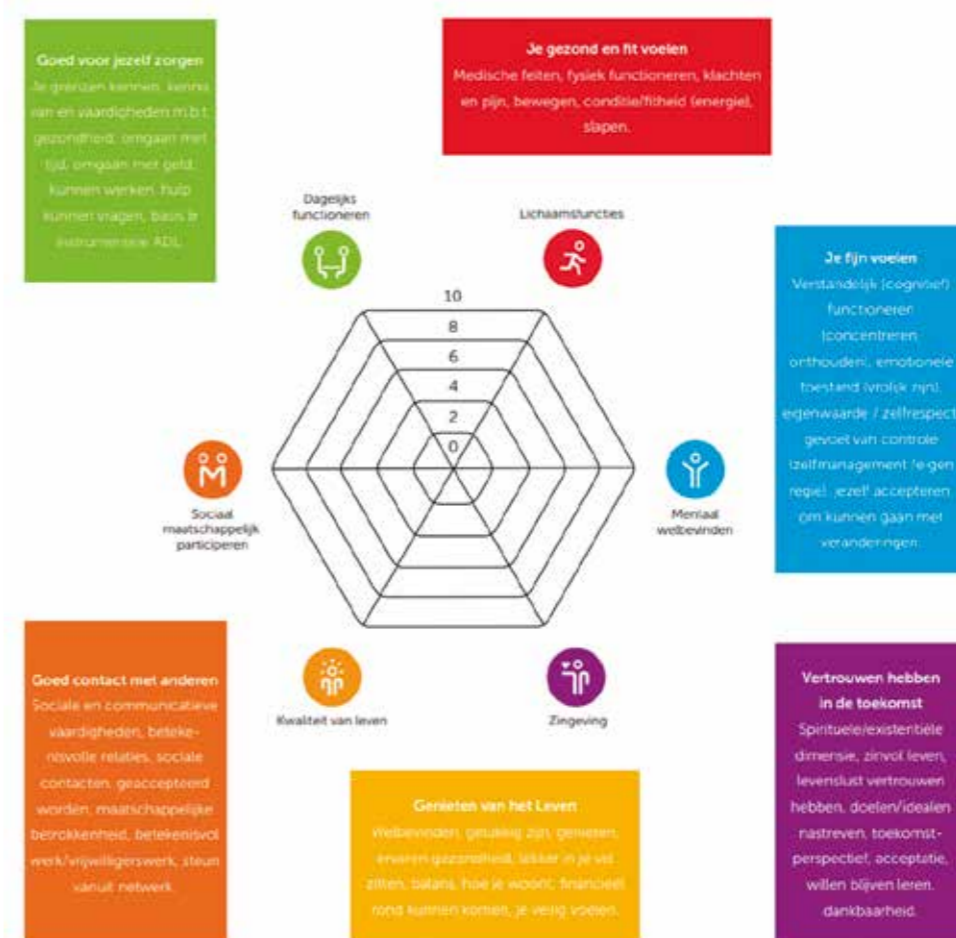 Goed voor jezelf zorgen
Je grenzen kennen, kennis
van en vaardigheden m.b.t.
gezondheid, omgaan met
tijd, omgaan met geld,
kunnen werken, hulp
kunnen vragen, basis &
instrumentele ADL.
Je gezond en fit voelen
Medische feiten, fysiek functioneren, klachten
en pijn, bewegen, conditie/fitheid (energie),
slapen.
Dagelijks
functioneren
Lichaamsfuncties
Je fijn voelen
Verstandelijk (cognitief)
functioneren
(concentreren,
onthouden), emotionele
toestand (vrolijk zijn),
eigenwaarde / zelfrespect
gevoel van controle
(zelfmanagement /eigen
regie), jezelf accepteren
om kunnen gaan met
veranderingen.
10
8
6
4
2
0
Sociaal
maatschappelijk
participeren
Mentaal
welbevinden
Kwaliteit van leven
Zingeving
Goed contact met anderen
Sociale en communicatieve
vaardigheden, beteke-
nisvolle relaties, sociale
contacten, geaccepteerd
worden, maatschappelijke
betrokkenheid, betekenisvol
werk/vrijwilligerswerk, steun
vanuit netwerk.
Genieten van het Leven
Welbevinden, gelukkig zijn, genieten,
ervaren gezondheid, lekker in je vel
zitten, balans, hoe je woont, financieel
rond kunnen komen, je veilig voelen.
Vertrouwen hebben
in de toekomst
Spirituele/existentiële
dimensie, zinvol leven,
levenslust vertrouwen
hebben, doelen/idealen
nastreven, toekomst-
perspectief, acceptatie,
willen blijven leren,
dankbaarheid.